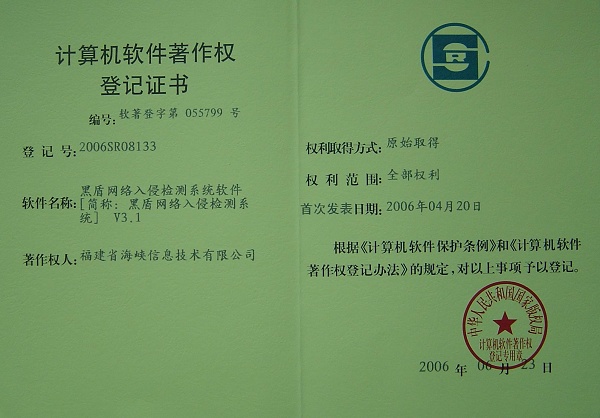 计算机软件著作权
登记证书
编号: 软著登字第 055799 号
登 记 号: 2006SR08133
软件名称: 黑盾网络入侵检测系统软件
[简称: 黑盾网络入侵检测系
统] V3.1
著作权人: 福建省海峡信息技术有限公司
SR
权利取得方式: 原始取得
权 利 范 围: 全部权利
首次发表日期: 2006年04月20日
根据《计算机软件保护条例》和《计算机软件
著作权登记办法》的规定, 对以上事项予以登记。
中华人民共和国国家版权局
计算机软件著作权
登记专用章
2006 年 06 月 23 日